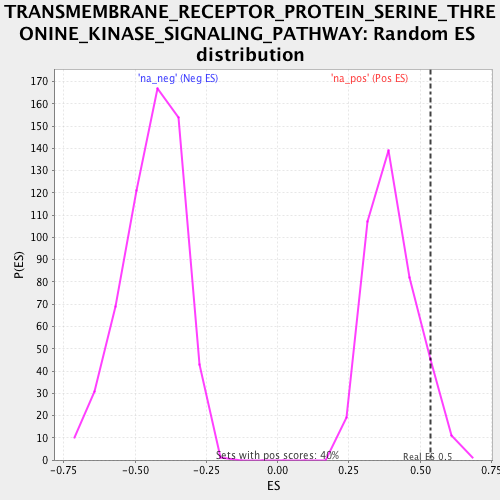 TRANSMEMBRANE_RECEPTOR_PROTEIN_SERINE_THRE
ONINE_KINASE_SIGNALING_PATHWAY: Random ES
distribution
'na_neg' (Neg ES)
'na_pos' (Pos ES)
P(ES)
170
160
150
140
130
120
110
100
90
80
70
60
50
40
30
20
10
0
Sets with pos scores: 40%
Real ES 0.5
-0.75
-0.50
-0.25
0.00
0.25
0.50
0.75
ES